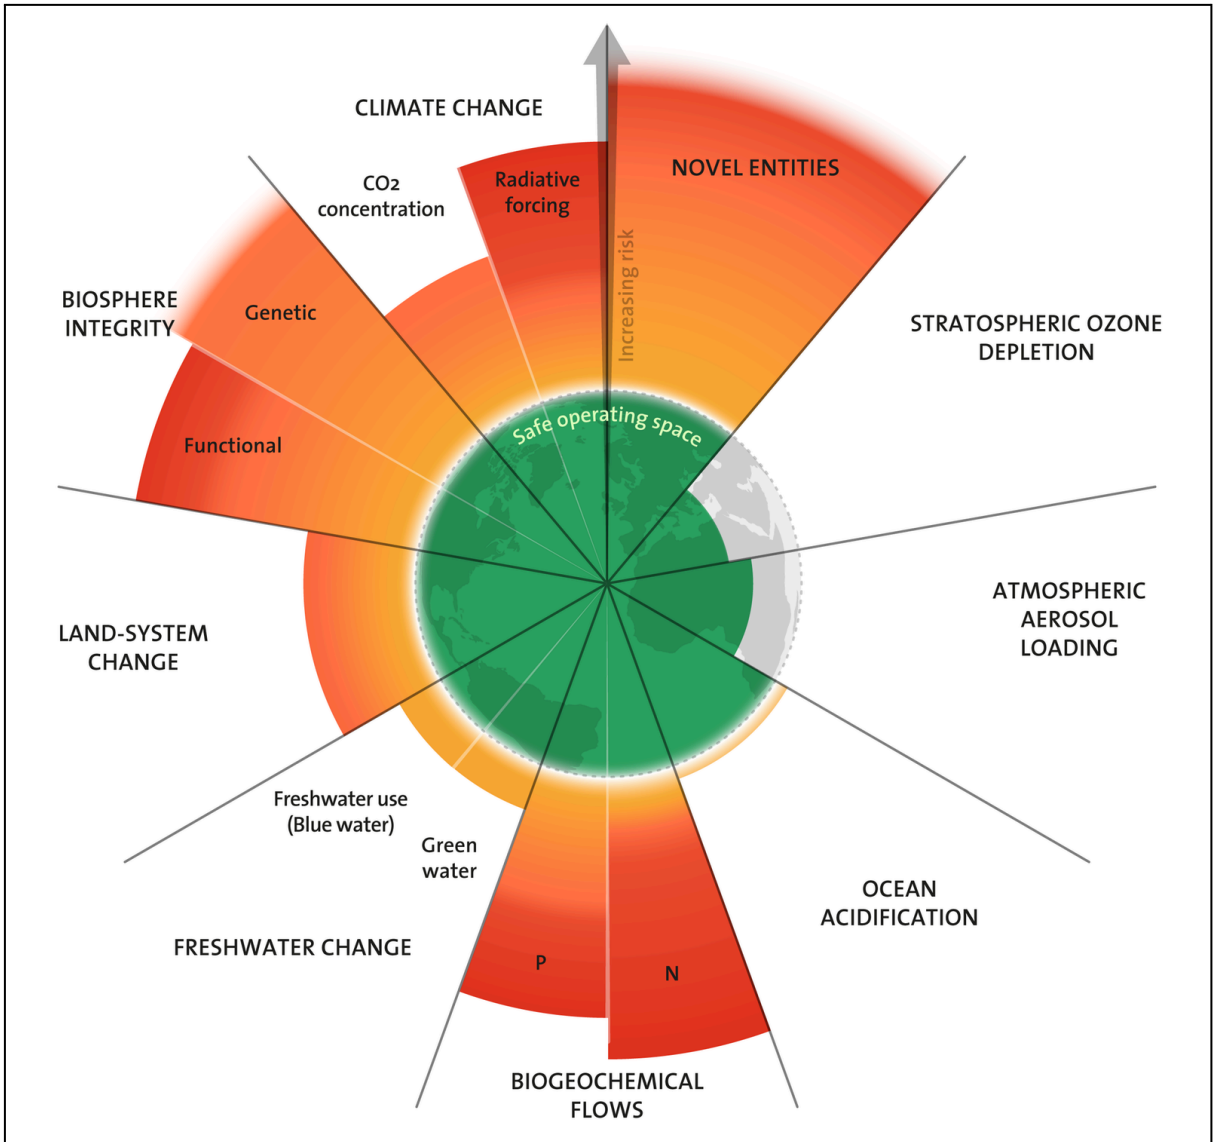 CLIMATE CHANGE
CO2
concentration
Radiative
forcing
NOVEL ENTITIES
Increasing risk
BIOSPHERE
INTEGRITY
Genetic
Functional
STRATOSPHERIC OZONE
DEPLETION
Safe operating space
ATMOSPHERIC
AEROSOL
LOADING
LAND-SYSTEM
CHANGE
Freshwater use
(Blue water)
Green
water
FRESHWATER CHANGE
P
N
OCEAN
ACIDIFICATION
BIOGEOCHEMICAL
FLOWS